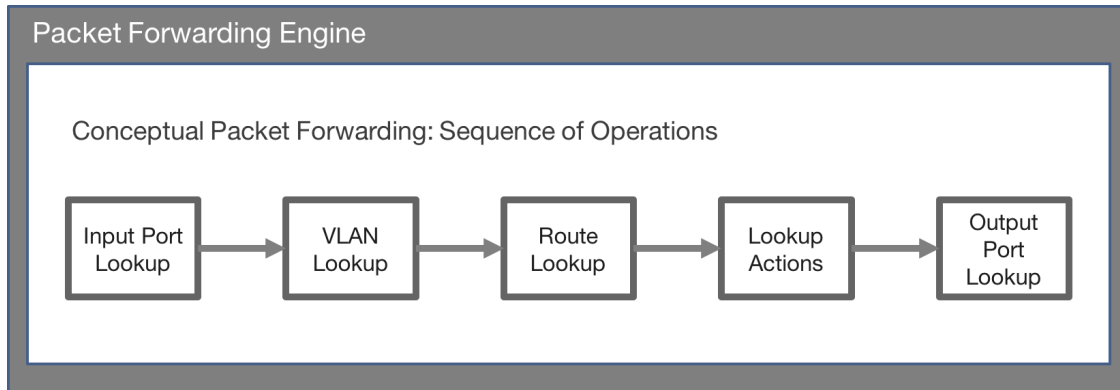 Packet Forwarding Engine
Conceptual Packet Forwarding: Sequence of Operations
Input Port
Lookup
VLAN
Lookup
Route
Lookup
Lookup
Actions
Output
Port
Lookup